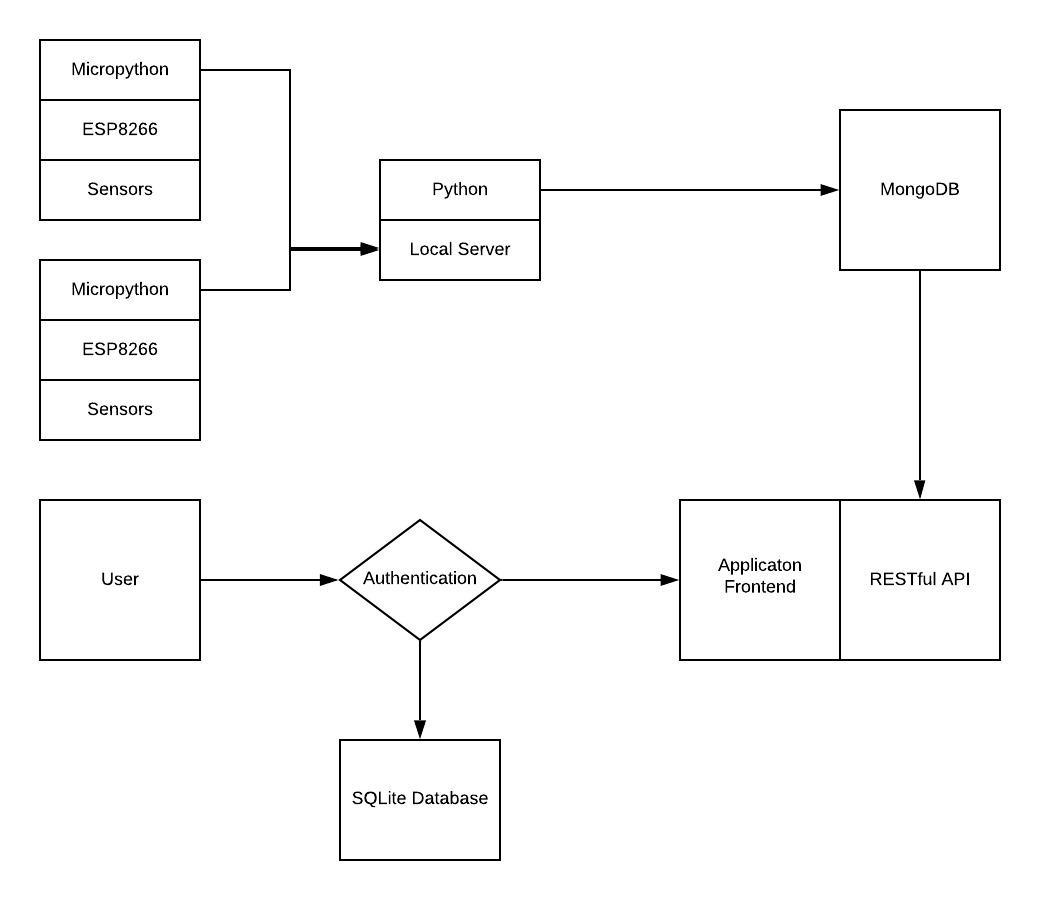 Micropython
ESP8266
Sensors
Micropython
ESP8266
Sensors
Python
Local Server
MongoDB
User
Authentication
Applicaton
Frontend
RESTful API
SQLite Database